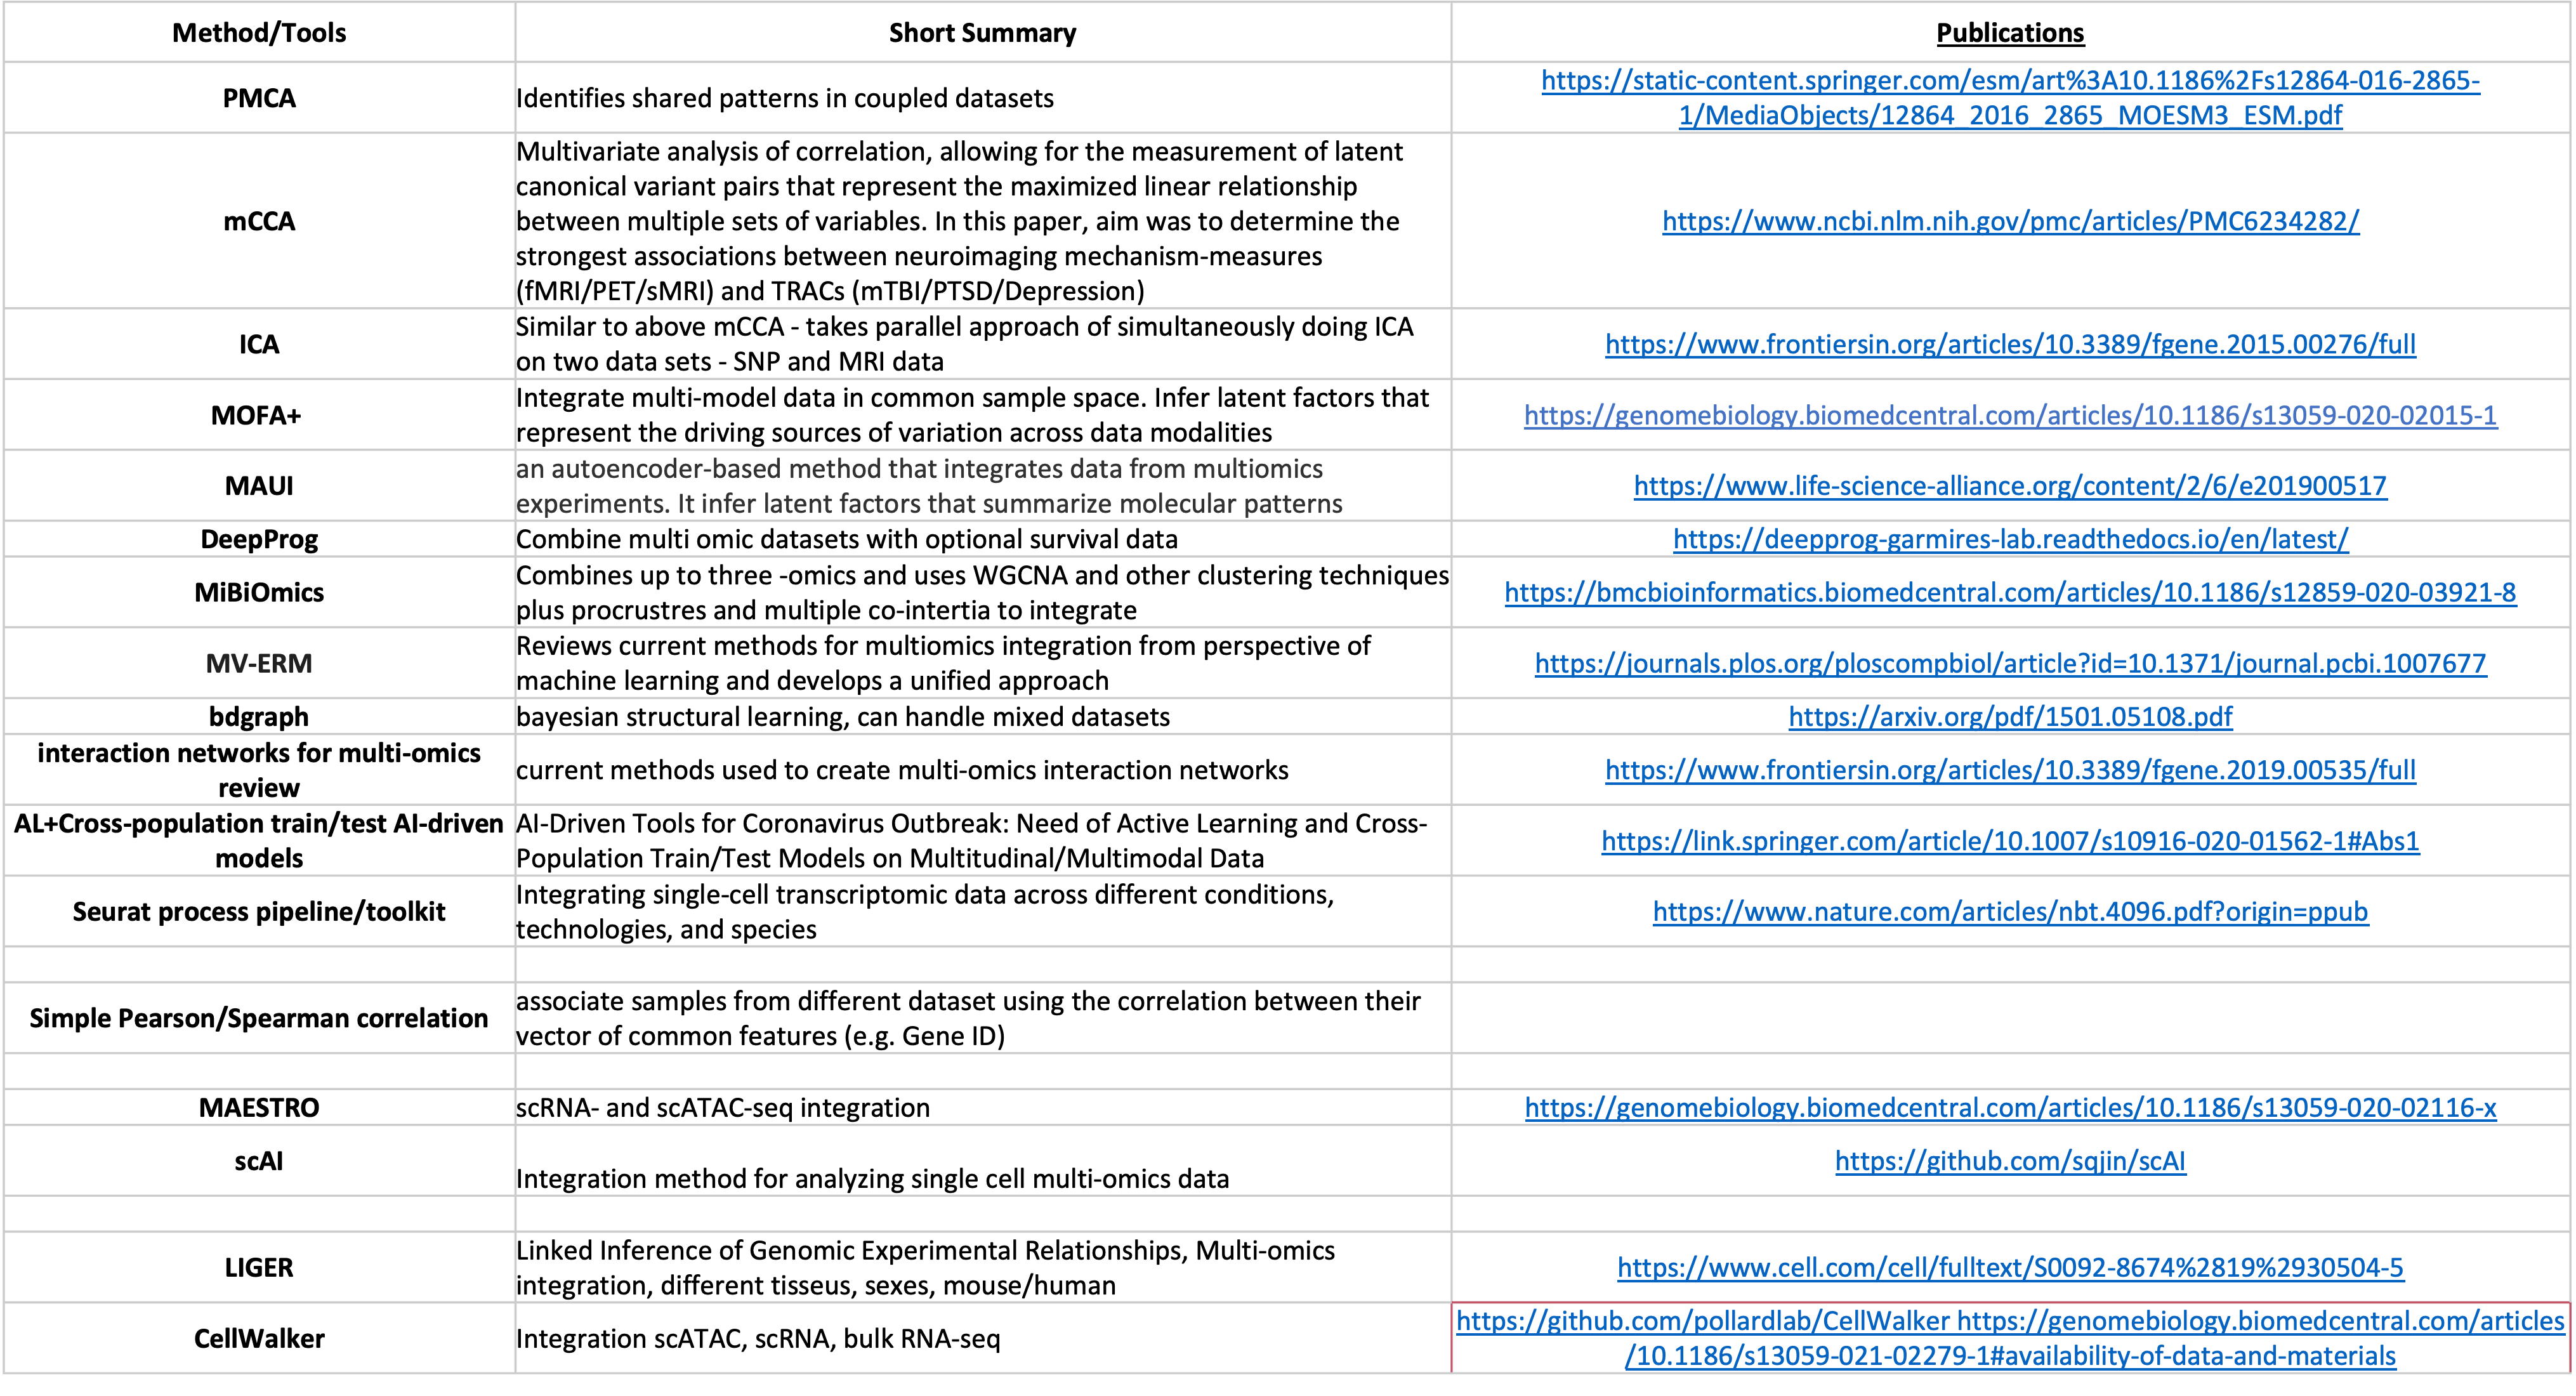 Method/Tools Short Summary Publications
PMCA
Identifies shared patterns in coupled datasets
https://static-content.springer.com/esm/art%3A10.1186%2Fs12864-016-2865-
1/MediaObjects/12864_2016_2865_MOESM3_ESM.pdf
mCCA
Multivariate analysis of correlation, allowing for the measurement of latent
canonical variant pairs that represent the maximized linear relationship
between multiple sets of variables. In this paper, aim was to determine the
strongest associations between neuroimaging mechanism-measures
(fMRI/PET/sMRI) and TRACs (mTBI/PTSD/Depression)
https://www.ncbi.nlm.nih.gov/pmc/articles/PMC6234282/
ICA
Similar to above mCCA - takes parallel approach of simultaneously doing ICA
on two data sets - SNP and MRI data
https://www.frontiersin.org/articles/10.3389/fgene.2015.00276/full
MOFA+
Integrate multi-model data in common sample space. Infer latent factors that
represent the driving sources of variation across data modalities
https://genomebiology.biomedcentral.com/articles/10.1186/s13059-020-02015-1
MAUI
an autoencoder-based method that integrates data from multiomics
experiments. It infer latent factors that summarize molecular patterns
https://www.life-science-alliance.org/content/2/6/e201900517
DeepProg
Combine multi omic datasets with optional survival data
https://deepprog-garmires-lab.readthedocs.io/en/latest/
MiBiOmics
Combines up to three -omics and uses WGCNA and other clustering techniques
plus procrustres and multiple co-intertia to integrate
https://bmcbioinformatics.biomedcentral.com/articles/10.1186/s12859-020-03921-8
MV-ERM
Reviews current methods for multiomics integration from perspective of
machine learning and develops a unified approach
https://journals.plos.org/ploscompbiol/article?id=10.1371/journal.pcbi.1007677
bdgraph
bayesian structural learning, can handle mixed datasets
https://arxiv.org/pdf/1501.05108.pdf
interaction networks for multi-omics
review
current methods used to create multi-omics interaction networks
https://www.frontiersin.org/articles/10.3389/fgene.2019.00535/full
AL+Cross-population train/test AI-driven
models
AI-Driven Tools for Coronavirus Outbreak: Need of Active Learning and Cross-
Population Train/Test Models on Multitudinal/Multimodal Data
https://link.springer.com/article/10.1007/s10916-020-01562-1#Abs1
Seurat process pipeline/toolkit
Integrating single-cell transcriptomic data across different conditions,
technologies, and species
https://www.nature.com/articles/nbt.4096.pdf?origin=ppub
Simple Pearson/Spearman correlation
associate samples from different dataset using the correlation between their
vector of common features (e.g. Gene ID)
MAESTRO
scRNA- and scATAC-seq integration
https://genomebiology.biomedcentral.com/articles/10.1186/s13059-020-02116-x
scAI
Integration method for analyzing single cell multi-omics data
https://github.com/sqjin/scAI
LIGER
Linked Inference of Genomic Experimental Relationships, Multi-omics
integration, different tisseus, sexes, mouse/human
https://www.cell.com/cell/fulltext/S0092-8674%2819%2930504-5
CellWalker
Integration scATAC, scRNA, bulk RNA-seq
https://github.com/pollardlab/CellWalker https://genomebiology.biomedcentral.com/articles
/10.1186/s13059-021-02279-1#availability-of-data-and-materials